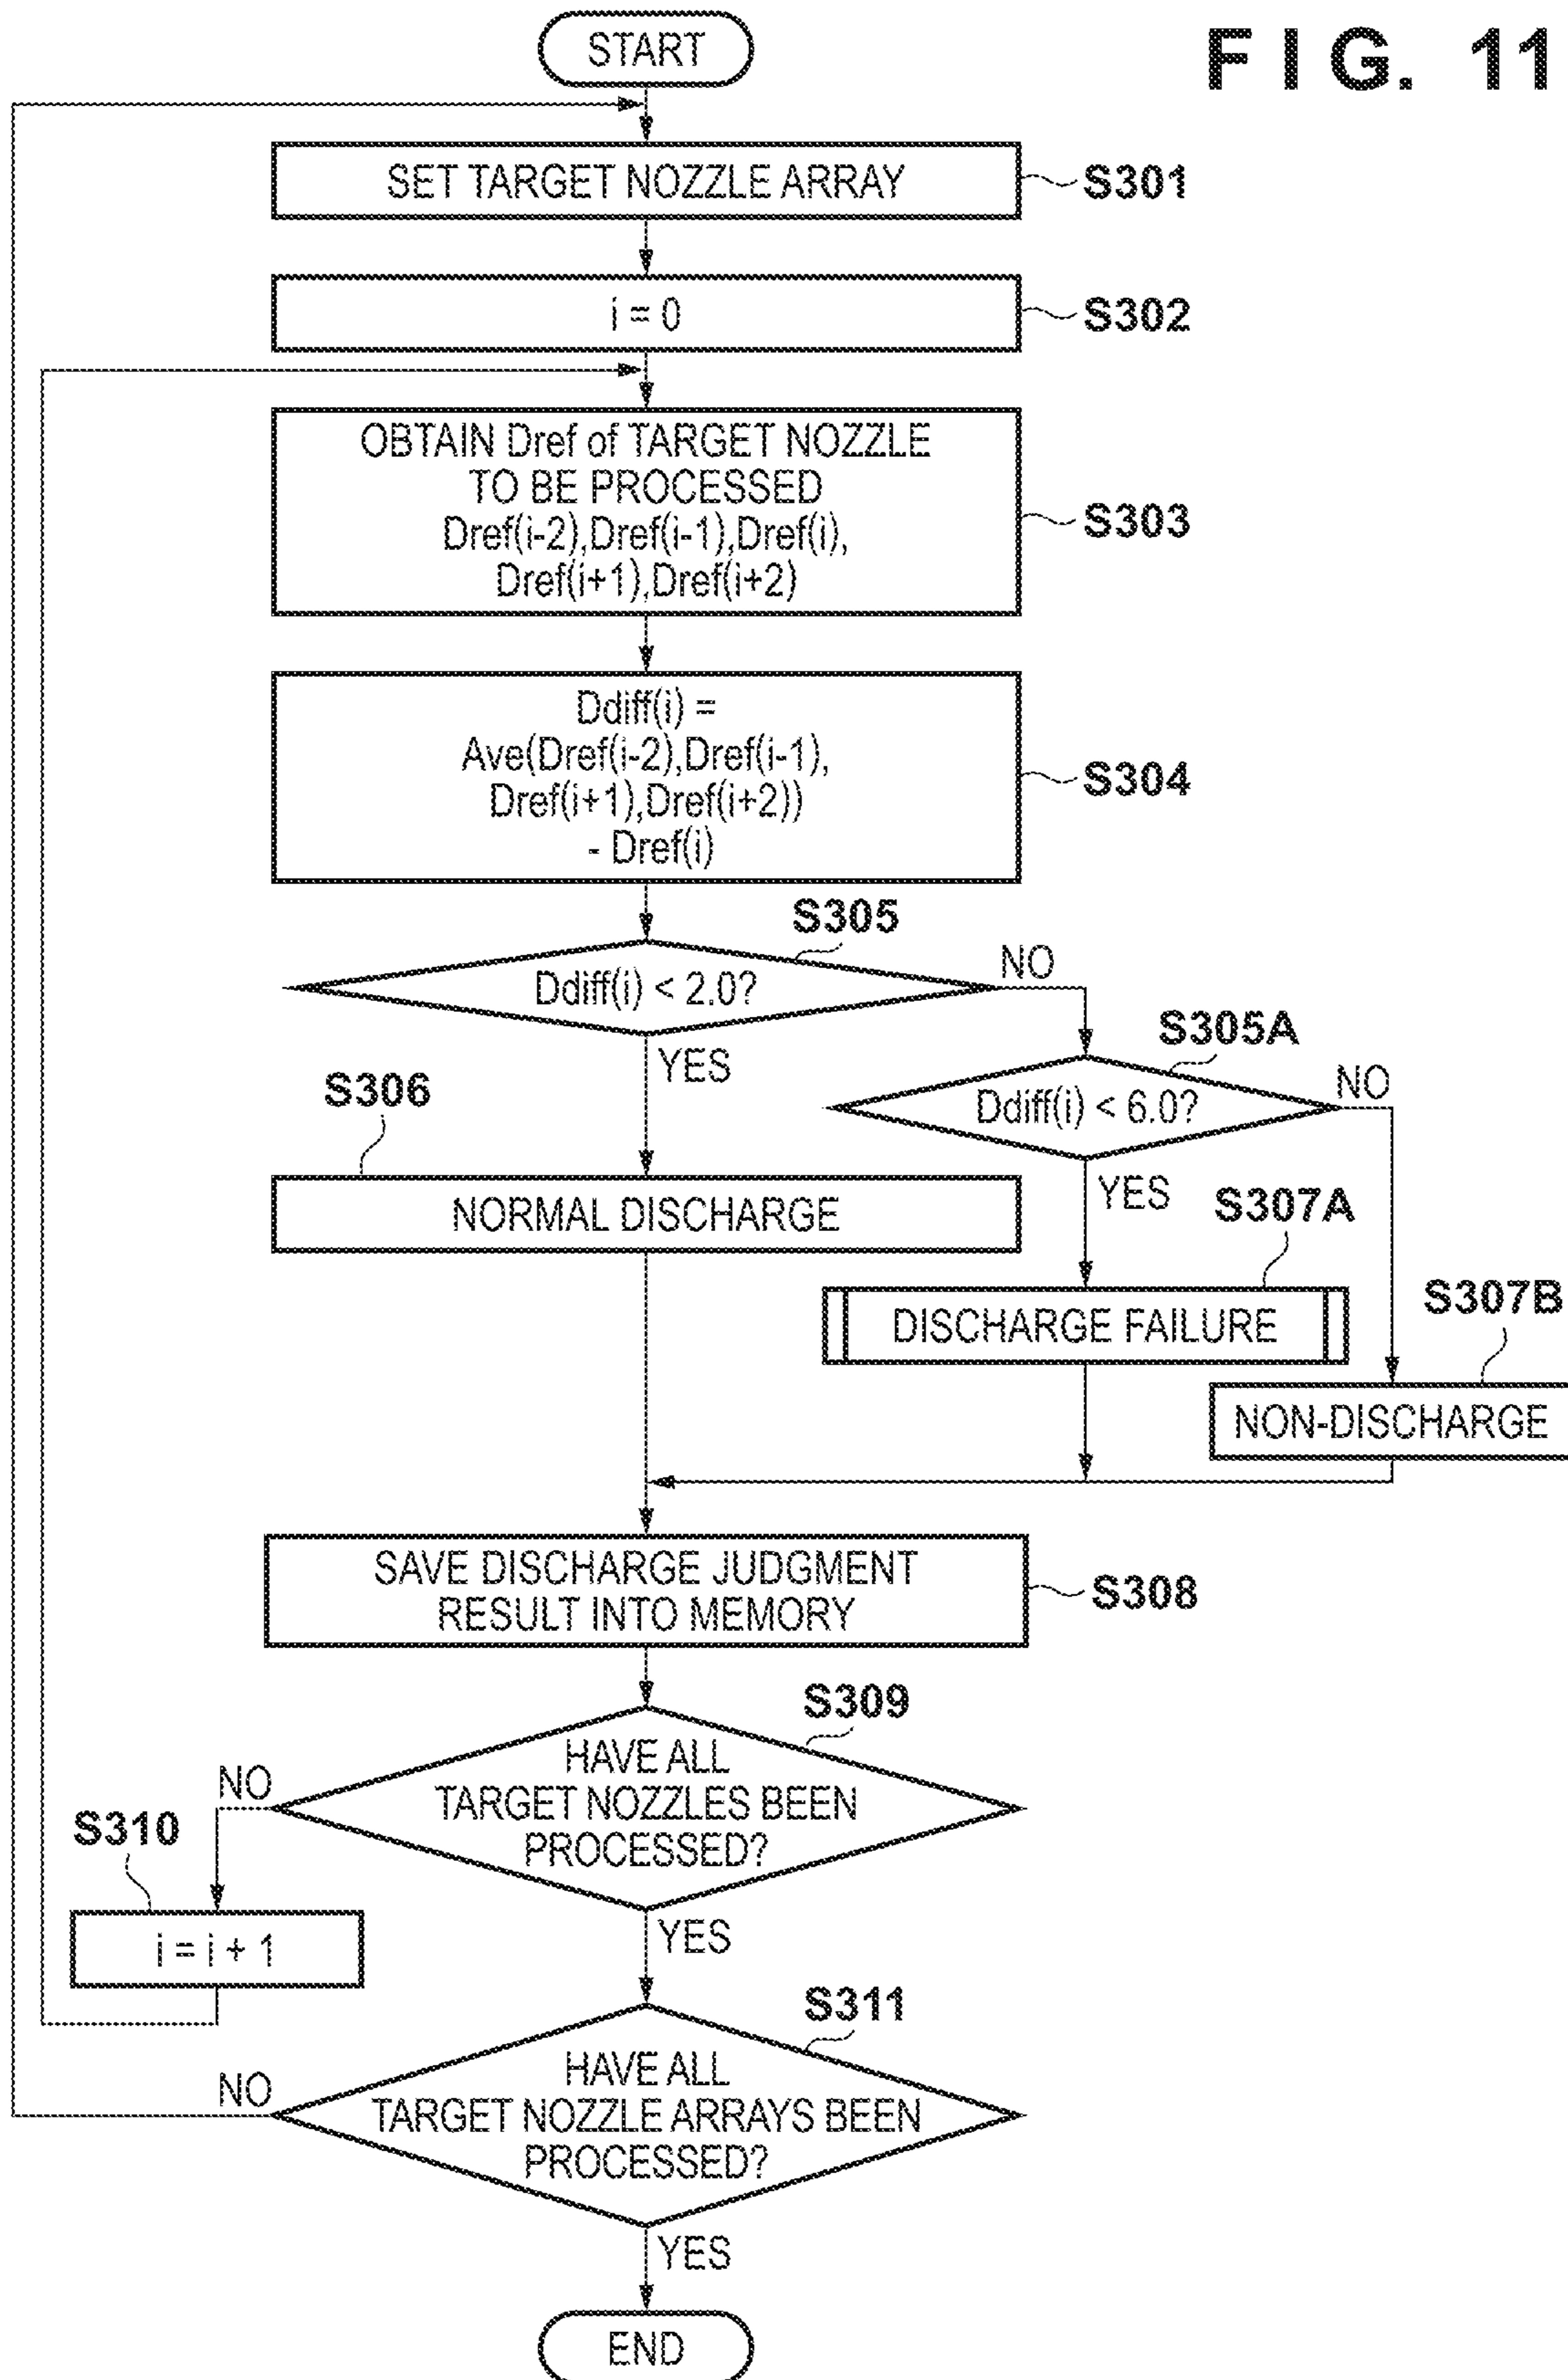 FIG. 11
START
SET TARGET NOZZLE ARRAY
S301
i = 0
S302
OBTAIN Dref of TARGET NOZZLE
TO BE PROCESSED
Dref(i-2),Dref(i-1),Dref(i),
Dref(i+1),Dref(i+2)
S303
Ddiff(i) =
Ave(Dref(i-2),Dref(i-1),
Dref(i+1),Dref(i+2))
- Dref(i)
S304
S305
Ddiff(i) < 2.0?
NO
YES
S305A
Ddiff(i) < 6.0?
NO
YES
S306
NORMAL DISCHARGE
S307A
DISCHARGE FAILURE
S307B
NON-DISCHARGE
SAVE DISCHARGE JUDGMENT
RESULT INTO MEMORY
S308
S309
HAVE ALL
TARGET NOZZLES BEEN
PROCESSED?
NO
S310
i = i + 1
YES
S311
HAVE ALL
TARGET NOZZLE ARRAYS BEEN
PROCESSED?
NO
YES
END